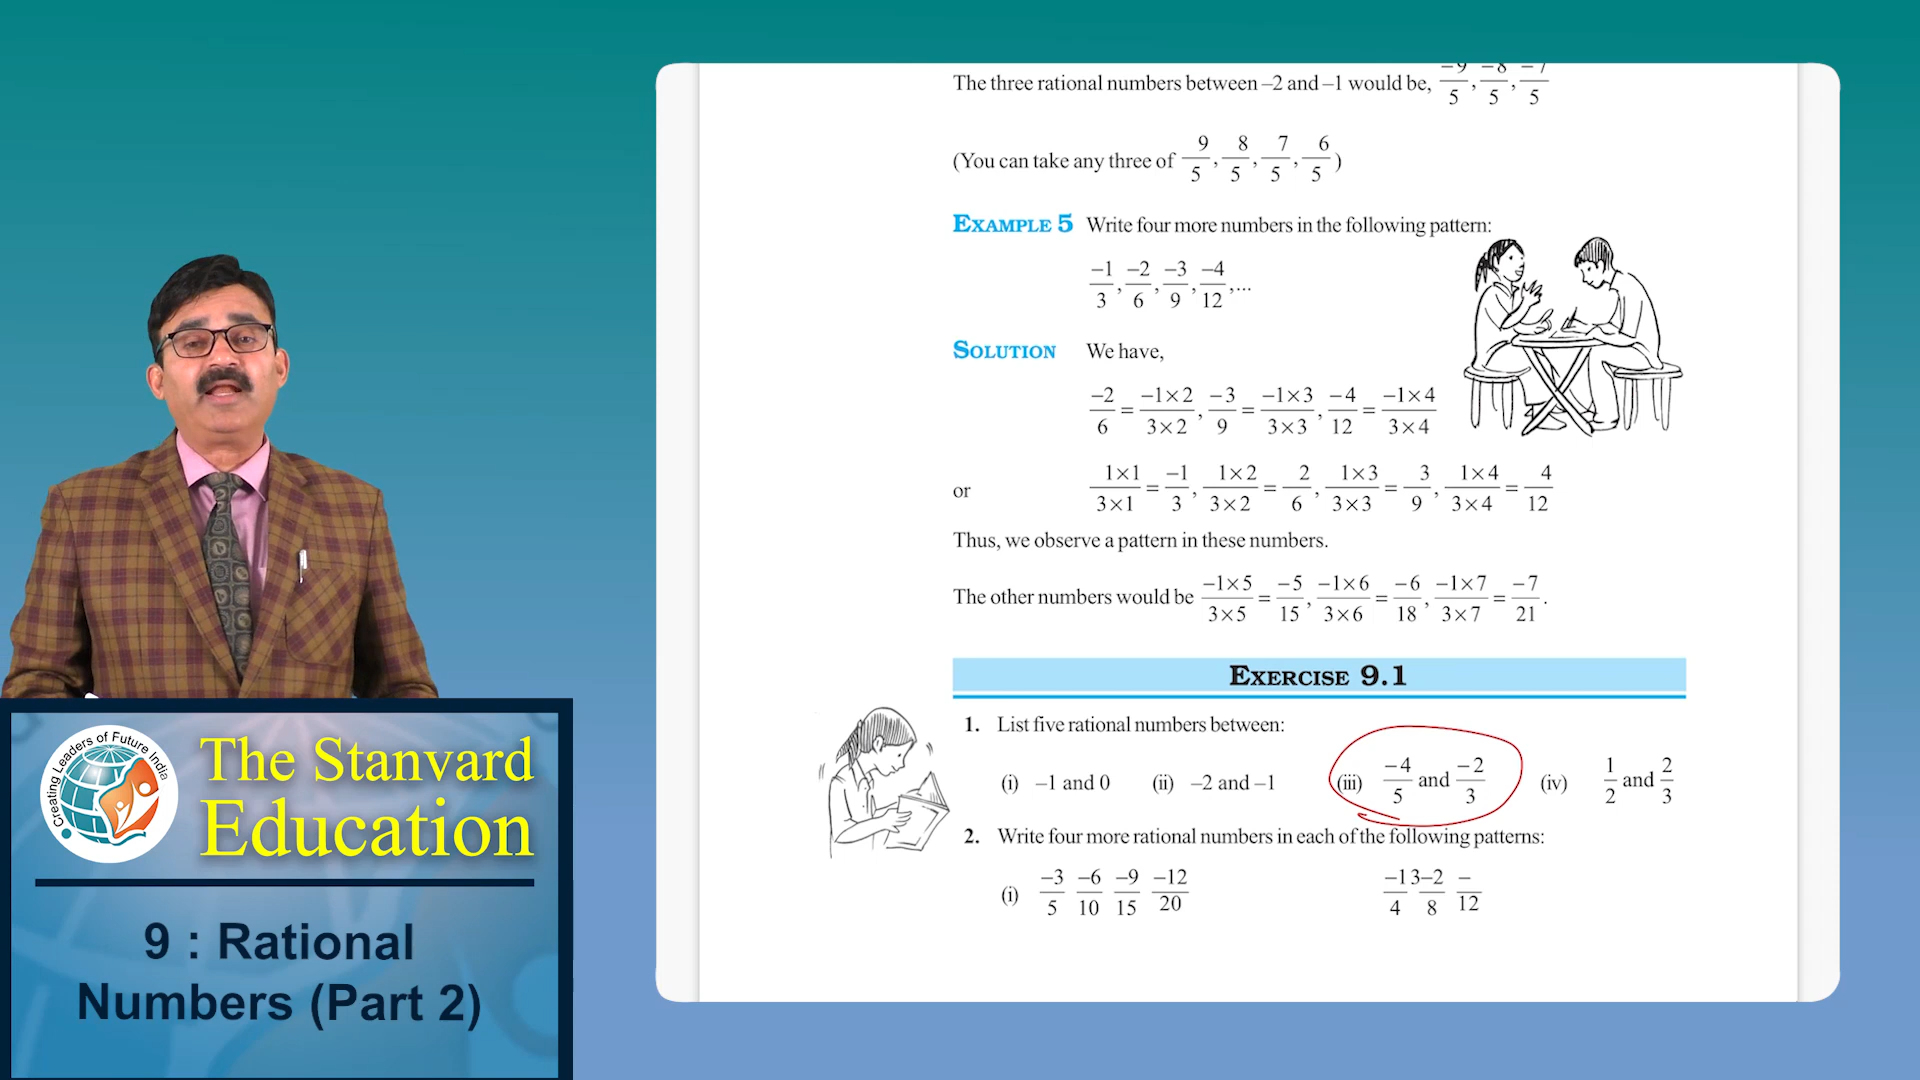 The three rational numbers between –2 and –1 would be, −9/5, −8/5, −7/5
(You can take any three of 9/5, 8/5, 7/5, 6/5)
EXAMPLE 5 Write four more numbers in the following pattern:
−1/3, −2/6, −3/9, −4/12,...
SOLUTION We have,
−2/6 = −1×2/3×2, −3/9 = −1×3/3×3, −4/12 = −1×4/3×4
or 1×1/3×1 = −1/3, 1×2/3×2 = 2/6, 1×3/3×3 = 3/9, 1×4/3×4 = 4/12
Thus, we observe a pattern in these numbers.
The other numbers would be −1×5/3×5 = −5/15, −1×6/3×6 = −6/18, −1×7/3×7 = −7/21.
EXERCISE 9.1
1. List five rational numbers between:
(i) –1 and 0 (ii) –2 and –1 (iii) −4/5 and −2/3 (iv) 1/2 and 2/3
2. Write four more rational numbers in each of the following patterns:
(i) −3/5 −6/10 −9/15 −12/20 −13–2 − 4 8 12
Creating Leaders of Future India
The Stanvard
Education
9 : Rational
Numbers (Part 2)